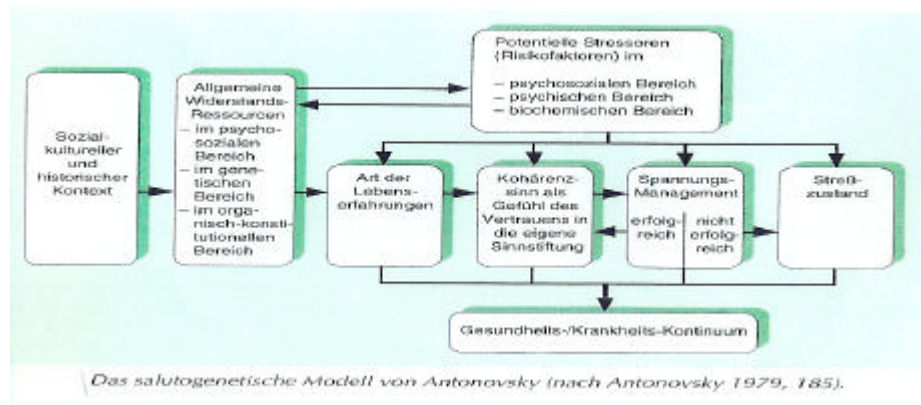 Potentielle Stressoren
(Risikofaktoren) im
– psychosozialen Bereich
– psychischen Bereich
– biochemischen Bereich
Sozial-
kultureller
und
historischer
Kontext
Allgemeine
Widerstands-
Ressourcen
– im psycho-
sozialen
Bereich
– im gene-
tischen
Bereich
– im orga-
nisch-konsti-
tutionellen
Bereich
Art der
Lebens-
erfahrungen
Kohärenz-
sinn als
Gefühl des
Vertrauens in
die eigene
Sinnstiftung
Spannungs-
Management
erfolg-
reich
nicht
erfolg-
reich
Streß-
zustand
Gesundheits-/Krankheits-Kontinuum
Das salutogenetische Modell von Antonovsky (nach Antonovsky 1979, 185).